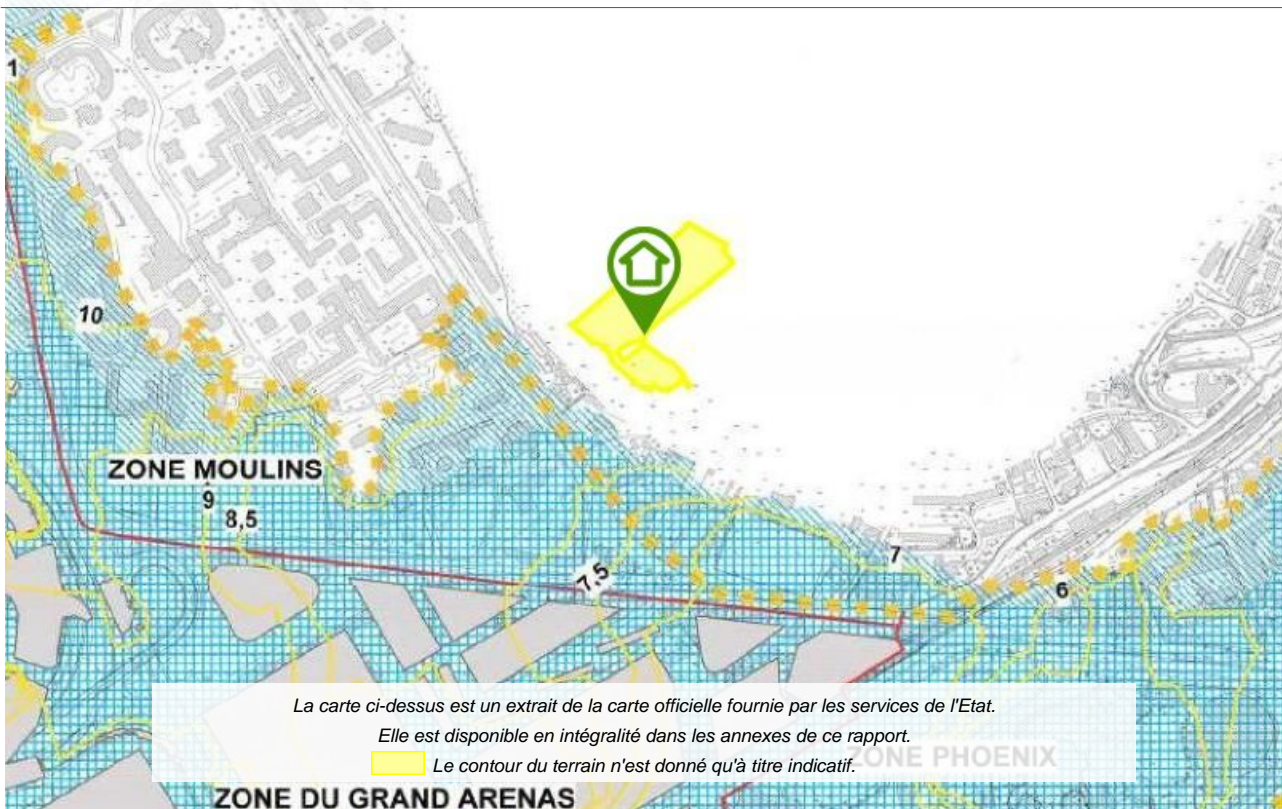 1
10
ZONE MOULINS
9
8,5
7,5
7
6
La carte ci-dessus est un extrait de la carte officielle fournie par les services de l'Etat.
Elle est disponible en intégralité dans les annexes de ce rapport.
Le contour du terrain n'est donné qu'à titre indicatif.
ZONE PHOENIX
ZONE DU GRAND ARENAS